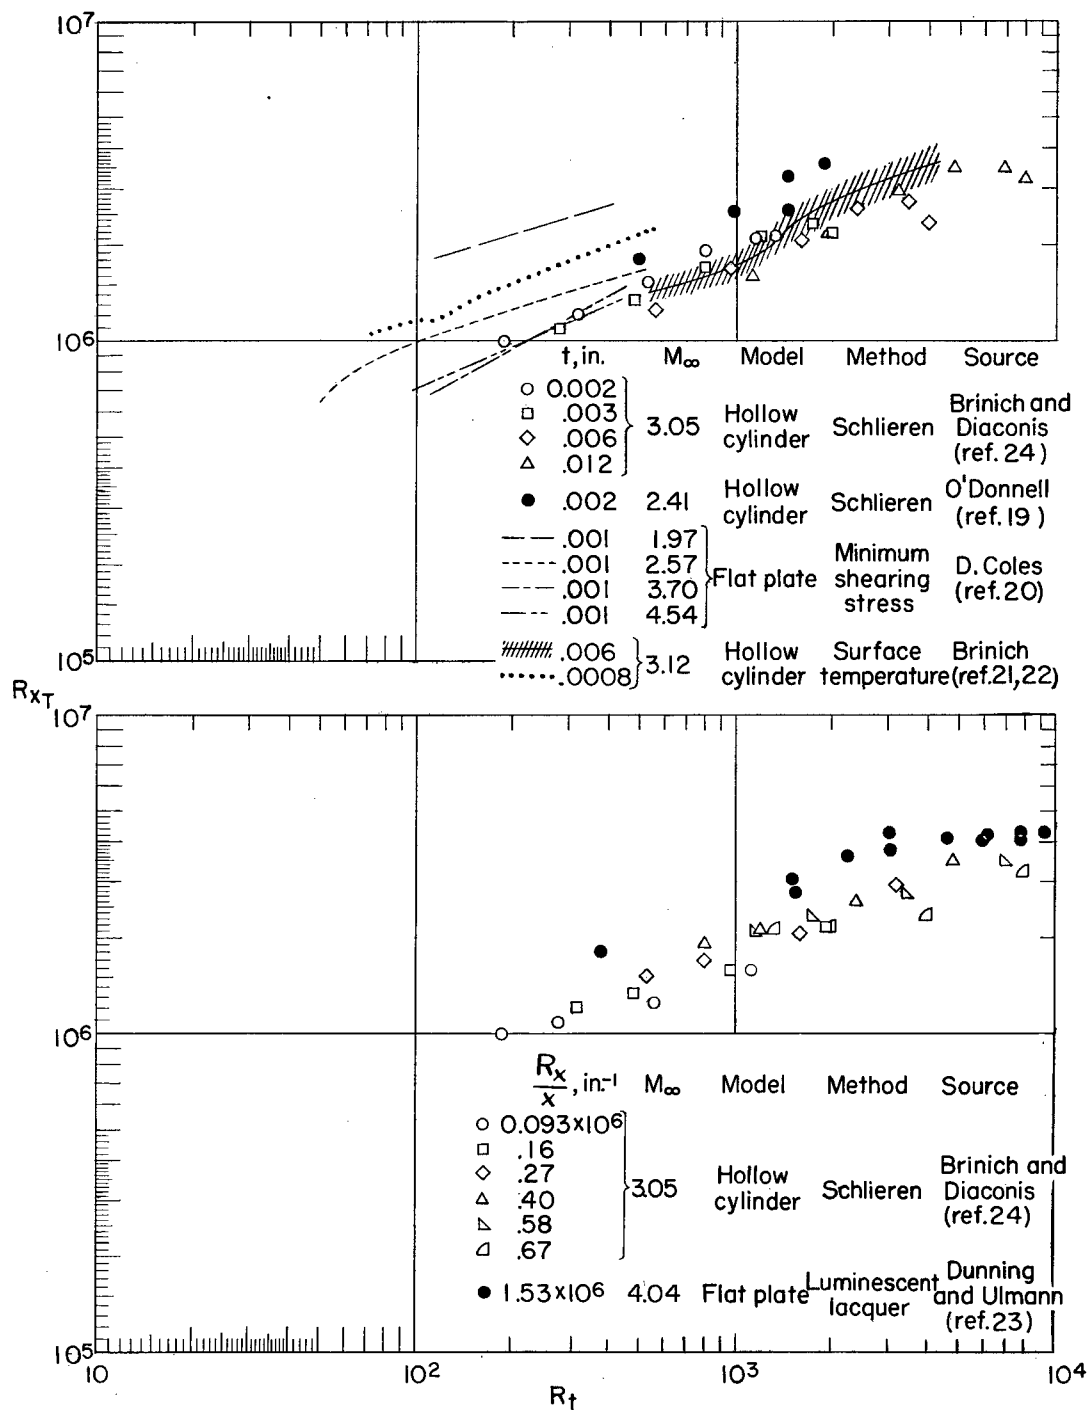 10⁷
10⁶
t, in. M∞ Model Method Source
0.002
.003
.006
.012
3.05
Hollow cylinder
Schlieren
Brinich and Diaconis (ref. 24)
.002 2.41
Hollow cylinder
Schlieren
O'Donnell (ref. 19)
.001 1.97
.001 2.57
.001 3.70
.001 4.54
Flat plate
Minimum shearing stress
D. Coles (ref. 20)
.006
.0008
3.12
Hollow cylinder
Surface temperature
Brinich (ref. 21, 22)
10⁵
R_xT
10⁷
10⁶
R_x/x, in.⁻¹ M∞ Model Method Source
0.093×10⁶
.16
.27
.40
.58
.67
3.05
Hollow cylinder
Schlieren
Brinich and Diaconis (ref. 24)
1.53×10⁶ 4.04 Flat plate
Luminescent lacquer
Dunning and Ulmann (ref. 23)
10⁵
10 10² 10³ 10⁴
R_t